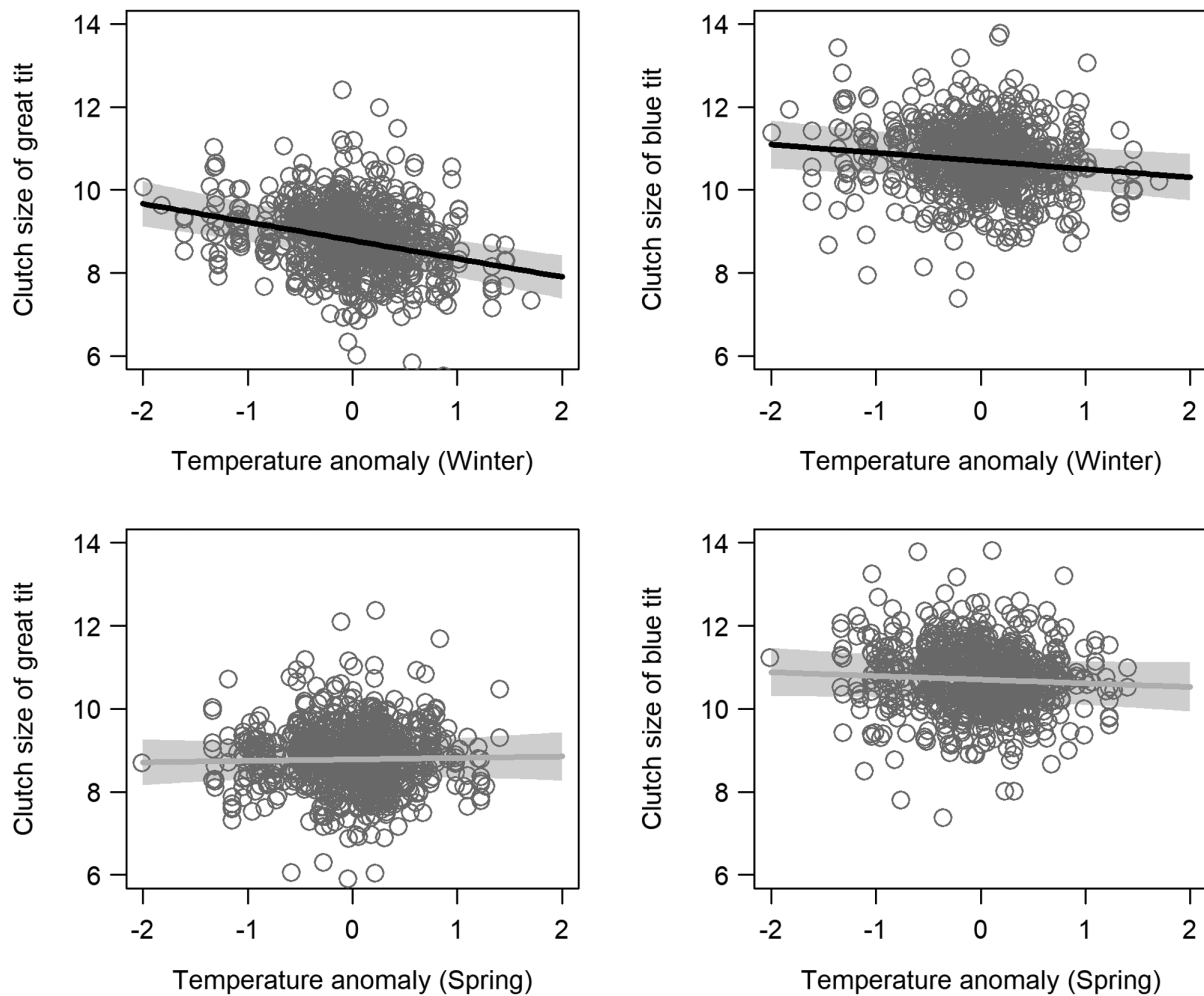 Clutch size of great tit
14
12
10
8
6
-2 -1 0 1 2
Temperature anomaly (Winter)
Clutch size of blue tit
14
12
10
8
6
-2 -1 0 1 2
Temperature anomaly (Winter)
Clutch size of great tit
14
12
10
8
6
-2 -1 0 1 2
Temperature anomaly (Spring)
Clutch size of blue tit
14
12
10
8
6
-2 -1 0 1 2
Temperature anomaly (Spring)